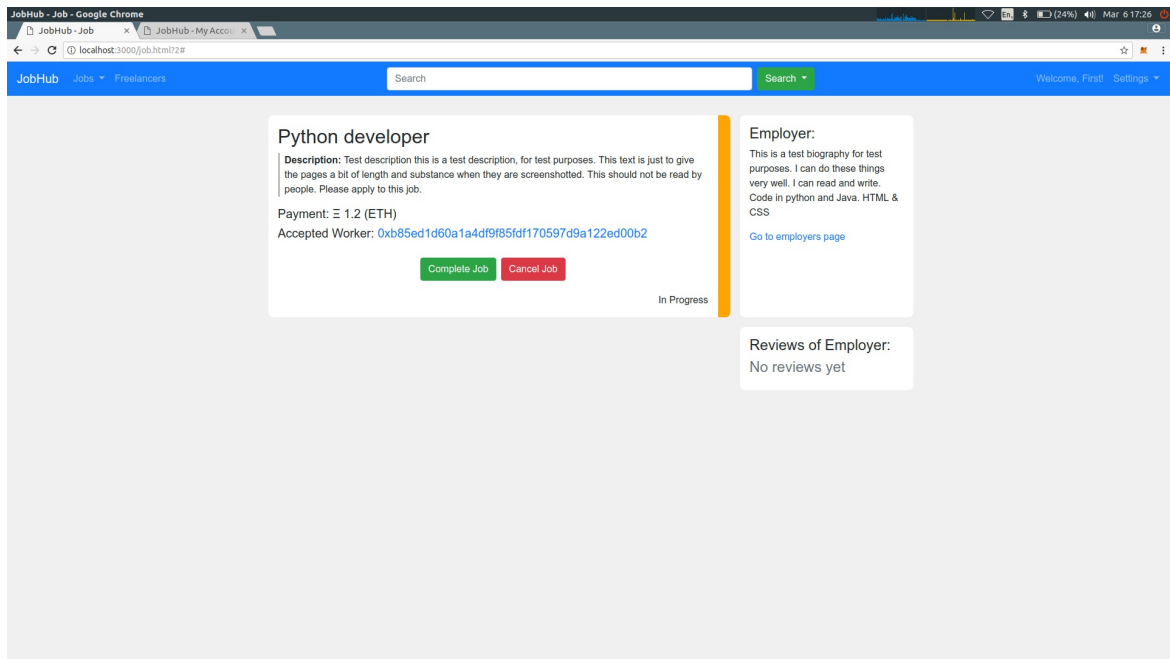 JobHub - Job - Google Chrome
En
(24%)
Mar 6 17:26
JobHub - Job
JobHub - My Accou
localhost:3000/job.html?2#
JobHub
Jobs
Freelancers
Search
Search
Welcome, First!
Settings
Python developer
Description: Test description this is a test description, for test purposes. This text is just to give
the pages a bit of length and substance when they are screenshotted. This should not be read by
people. Please apply to this job.
Payment: Ξ 1.2 (ETH)
Accepted Worker: 0xb85ed1d60a1a4df9f85fdf170597d9a122ed00b2
Complete Job
Cancel Job
In Progress
Employer:
This is a test biography for test
purposes. I can do these things
very well. I can read and write.
Code in python and Java. HTML &
CSS
Go to employers page
Reviews of Employer:
No reviews yet